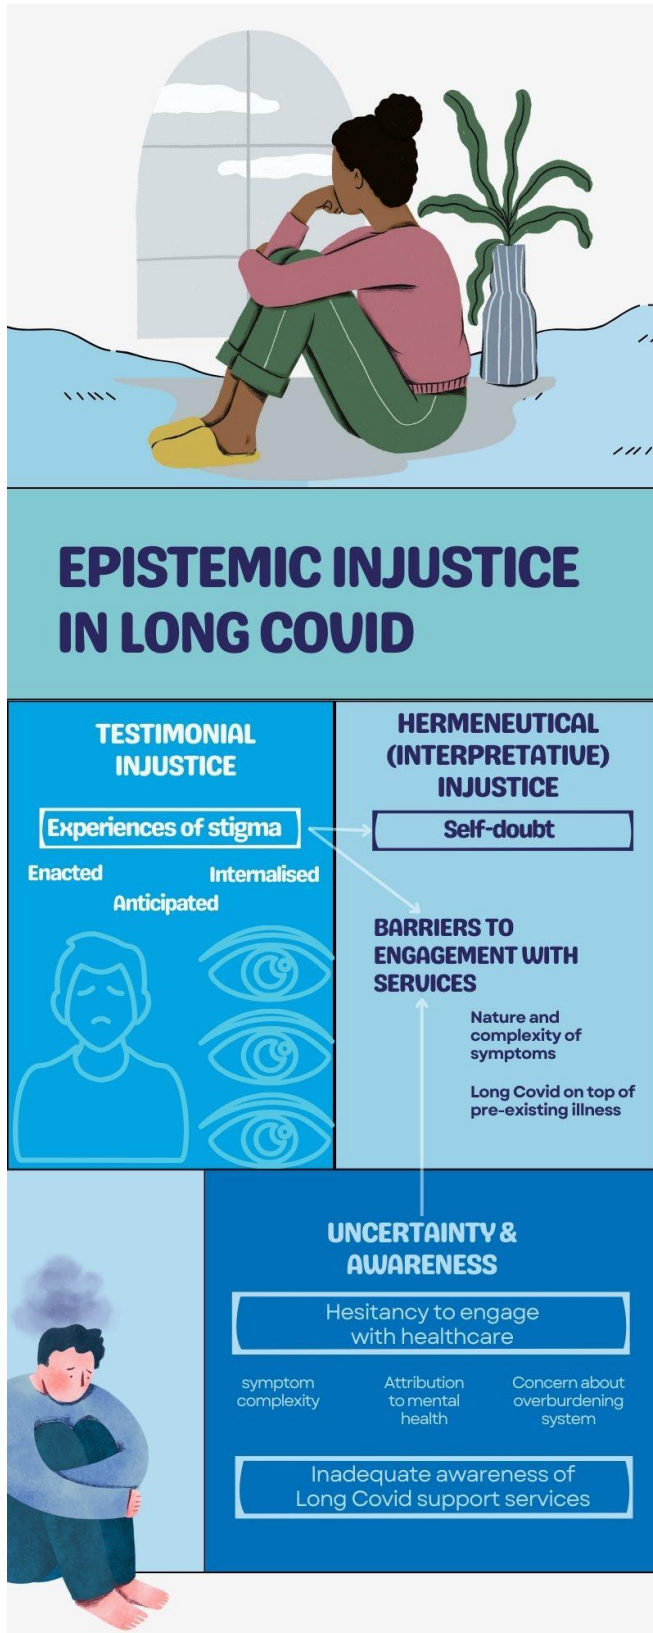 EPISTEMIC INJUSTICE
IN LONG COVID
TESTIMONIAL
INJUSTICE
Experiences of stigma
Enacted
Internalised
Anticipated
HERMENEUTICAL
(INTERPRETATIVE)
INJUSTICE
Self-doubt
BARRIERS TO
ENGAGEMENT WITH
SERVICES
Nature and
complexity of
symptoms
Long Covid on top of
pre-existing illness
UNCERTAINTY &
AWARENESS
Hesitancy to engage
with healthcare
symptom
complexity
Attribution
to mental
health
Concern about
overburdening
system
Inadequate awareness of
Long Covid support services